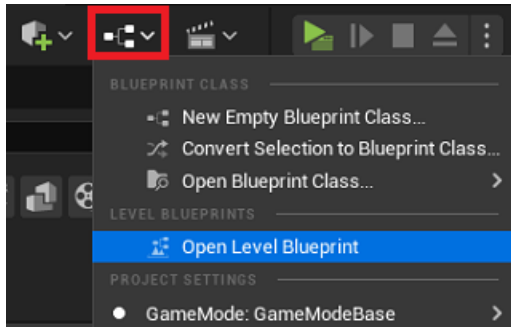 BLUEPRINT CLASS
New Empty Blueprint Class...
Convert Selection to Blueprint Class...
Open Blueprint Class...
LEVEL BLUEPRINTS
Open Level Blueprint
PROJECT SETTINGS
GameMode: GameModeBase